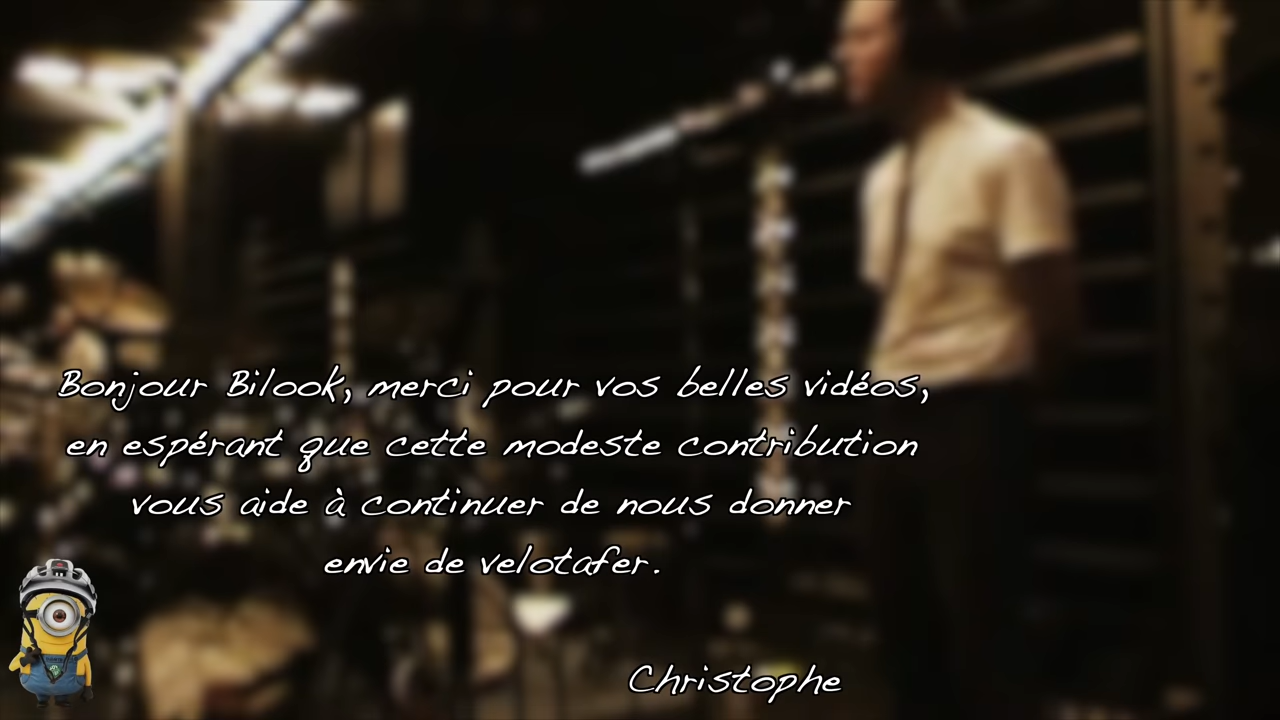 Bonjour Bilook, merci pour vos belles vidéos,
en espérant que cette modeste contribution
vous aide à continuer de nous donner
envie de velotafer.
Christophe